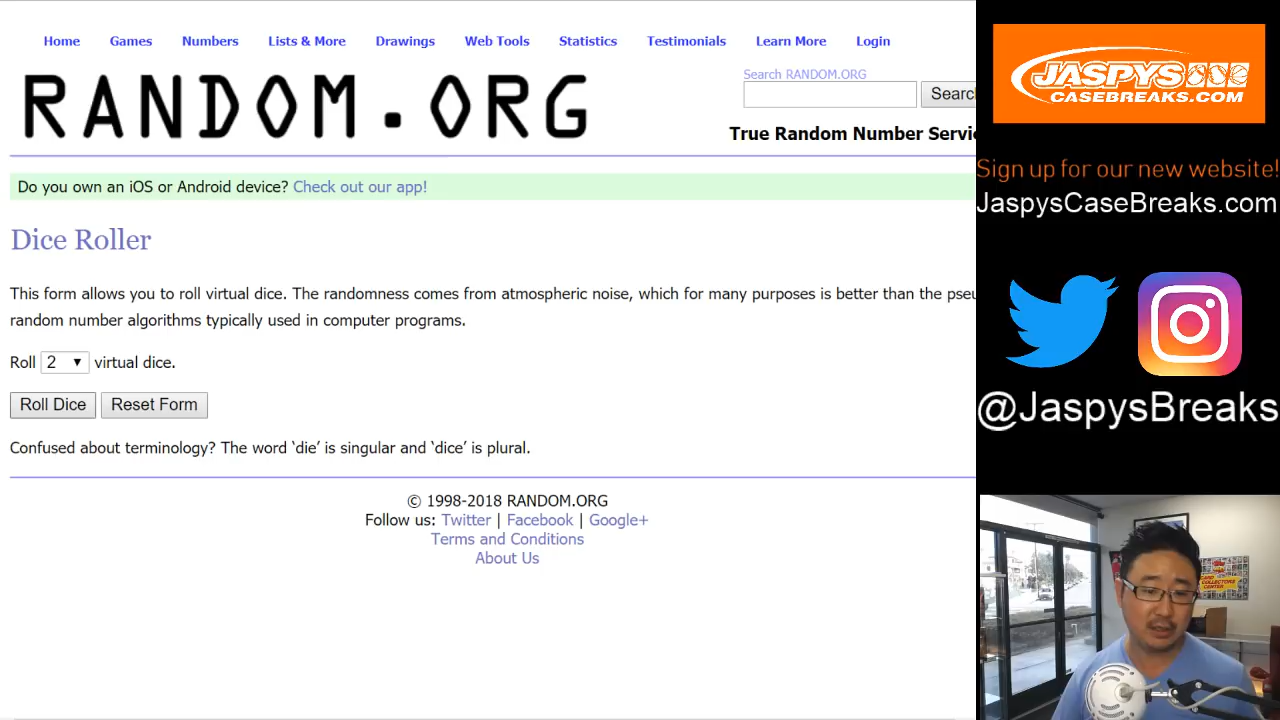 Home Games Numbers Lists & More Drawings Web Tools Statistics Testimonials Learn More Login
RANDOM.ORG
Search RANDOM.ORG
Search
True Random Number Servi
Do you own an iOS or Android device? Check out our app!
Dice Roller
This form allows you to roll virtual dice. The randomness comes from atmospheric noise, which for many purposes is better than the pseu
random number algorithms typically used in computer programs.
Roll 2 virtual dice.
Roll Dice Reset Form
Confused about terminology? The word ‘die’ is singular and ‘dice’ is plural.
© 1998-2018 RANDOM.ORG
Follow us: Twitter | Facebook | Google+
Terms and Conditions
About Us
JASPYS
CASEBREAKS.COM
Sign up for our new website!
JaspysCaseBreaks.com
@JaspysBreaks